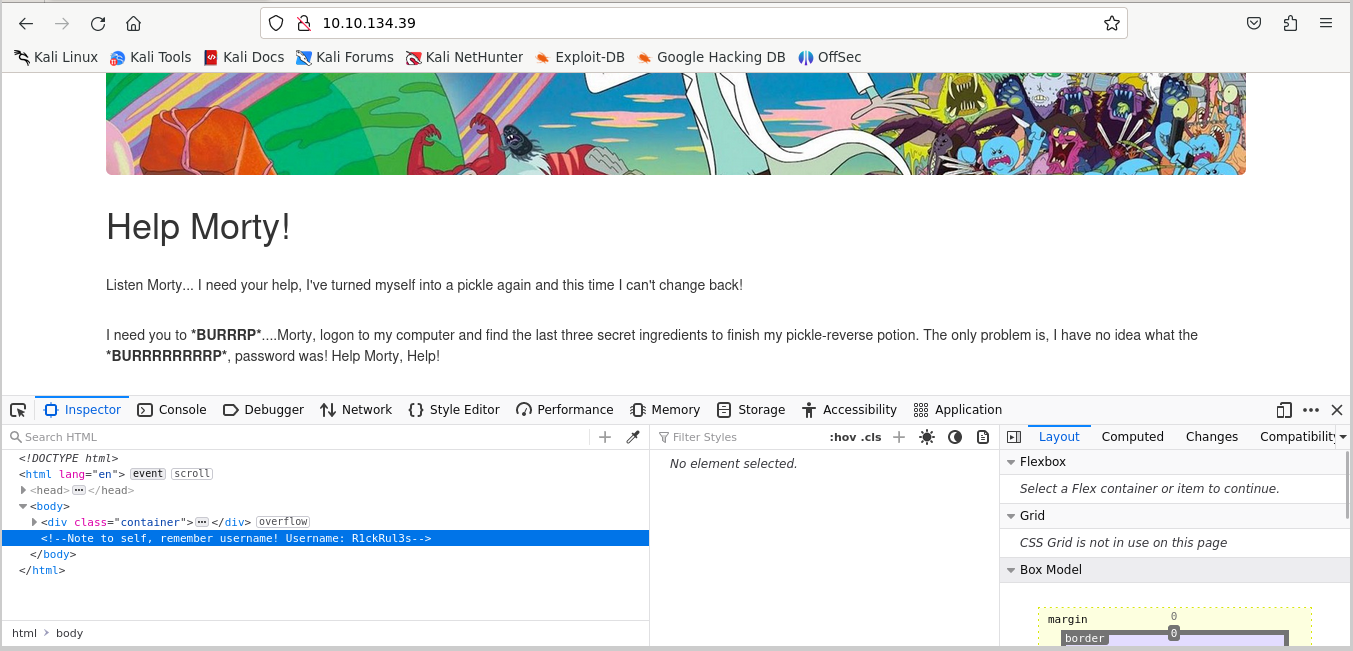 10.10.134.39
Kali Linux Kali Tools Kali Docs Kali Forums Kali NetHunter Exploit-DB Google Hacking DB OffSec
Help Morty!
Listen Morty... I need your help, I've turned myself into a pickle again and this time I can't change back!
I need you to *BURRRP*....Morty, logon to my computer and find the last three secret ingredients to finish my pickle-reverse potion. The only problem is, I have no idea what the
*BURRRRRRRRP*, password was! Help Morty, Help!
Inspector Console Debugger Network Style Editor Performance Memory Storage Accessibility Application
Search HTML
Filter Styles :hov .cls
Layout Computed Changes Compatibility
<!DOCTYPE html>
<html lang="en"> event scroll
<head> ··· </head>
<body>
<div class="container"> ··· </div> overflow
<!--Note to self, remember username! Username: R1ckRul3s-->
</body>
</html>
html > body
No element selected.
Flexbox
Select a Flex container or item to continue.
Grid
CSS Grid is not in use on this page
Box Model
margin 0
border 0